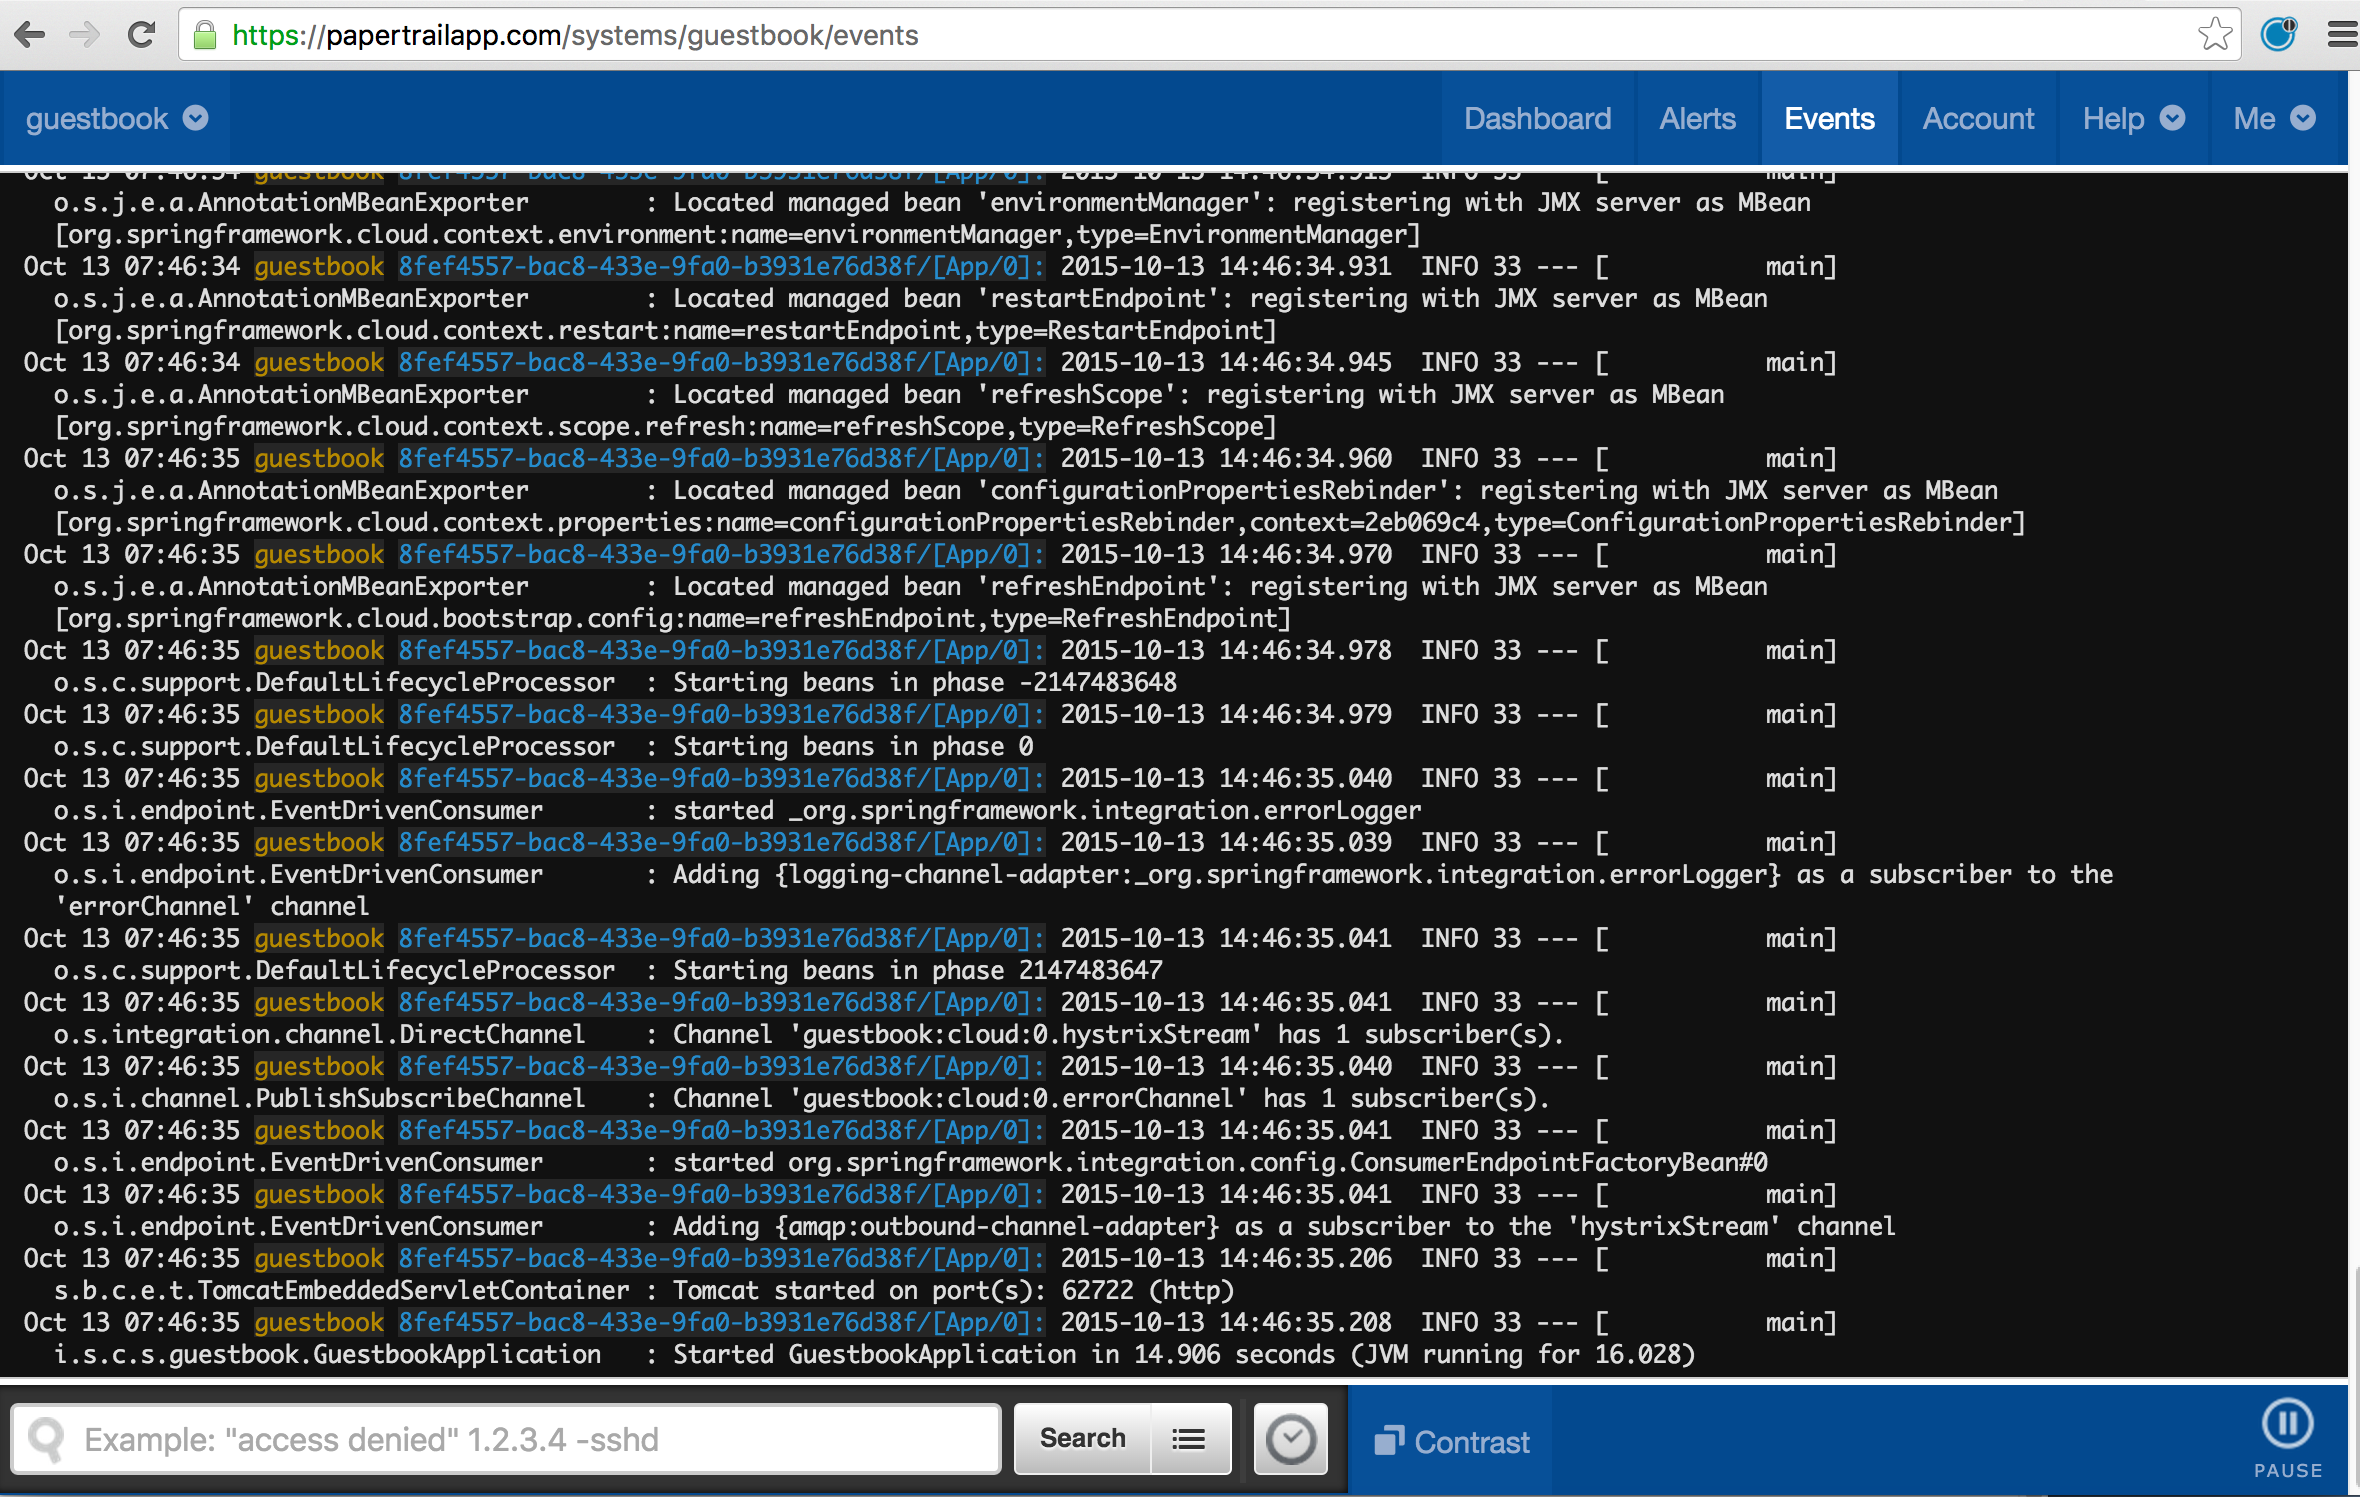 https://papertrailapp.com/systems/guestbook/events
guestbook Dashboard Alerts Events Account Help Me
Oct 13 07:46:34 guestbook 8fef4557-bac8-433e-9fa0-b3931e76d38f/[App/0]: 2015-10-13 14:46:34.913  INFO 33 --- [           main]
o.s.j.e.a.AnnotationMBeanExporter        : Located managed bean 'environmentManager': registering with JMX server as MBean
[org.springframework.cloud.context.environment:name=environmentManager,type=EnvironmentManager]
Oct 13 07:46:34 guestbook 8fef4557-bac8-433e-9fa0-b3931e76d38f/[App/0]: 2015-10-13 14:46:34.931  INFO 33 --- [           main]
o.s.j.e.a.AnnotationMBeanExporter        : Located managed bean 'restartEndpoint': registering with JMX server as MBean
[org.springframework.cloud.context.restart:name=restartEndpoint,type=RestartEndpoint]
Oct 13 07:46:34 guestbook 8fef4557-bac8-433e-9fa0-b3931e76d38f/[App/0]: 2015-10-13 14:46:34.945  INFO 33 --- [           main]
o.s.j.e.a.AnnotationMBeanExporter        : Located managed bean 'refreshScope': registering with JMX server as MBean
[org.springframework.cloud.context.scope.refresh:name=refreshScope,type=RefreshScope]
Oct 13 07:46:35 guestbook 8fef4557-bac8-433e-9fa0-b3931e76d38f/[App/0]: 2015-10-13 14:46:34.960  INFO 33 --- [           main]
o.s.j.e.a.AnnotationMBeanExporter        : Located managed bean 'configurationPropertiesRebinder': registering with JMX server as MBean
[org.springframework.cloud.context.properties:name=configurationPropertiesRebinder,context=2eb069c4,type=ConfigurationPropertiesRebinder]
Oct 13 07:46:35 guestbook 8fef4557-bac8-433e-9fa0-b3931e76d38f/[App/0]: 2015-10-13 14:46:34.970  INFO 33 --- [           main]
o.s.j.e.a.AnnotationMBeanExporter        : Located managed bean 'refreshEndpoint': registering with JMX server as MBean
[org.springframework.cloud.bootstrap.config:name=refreshEndpoint,type=RefreshEndpoint]
Oct 13 07:46:35 guestbook 8fef4557-bac8-433e-9fa0-b3931e76d38f/[App/0]: 2015-10-13 14:46:34.978  INFO 33 --- [           main]
o.s.c.support.DefaultLifecycleProcessor  : Starting beans in phase -2147483648
Oct 13 07:46:35 guestbook 8fef4557-bac8-433e-9fa0-b3931e76d38f/[App/0]: 2015-10-13 14:46:34.979  INFO 33 --- [           main]
o.s.c.support.DefaultLifecycleProcessor  : Starting beans in phase 0
Oct 13 07:46:35 guestbook 8fef4557-bac8-433e-9fa0-b3931e76d38f/[App/0]: 2015-10-13 14:46:35.040  INFO 33 --- [           main]
o.s.i.endpoint.EventDrivenConsumer       : started _org.springframework.integration.errorLogger
Oct 13 07:46:35 guestbook 8fef4557-bac8-433e-9fa0-b3931e76d38f/[App/0]: 2015-10-13 14:46:35.039  INFO 33 --- [           main]
o.s.i.endpoint.EventDrivenConsumer       : Adding {logging-channel-adapter:_org.springframework.integration.errorLogger} as a subscriber to the
'errorChannel' channel
Oct 13 07:46:35 guestbook 8fef4557-bac8-433e-9fa0-b3931e76d38f/[App/0]: 2015-10-13 14:46:35.041  INFO 33 --- [           main]
o.s.c.support.DefaultLifecycleProcessor  : Starting beans in phase 2147483647
Oct 13 07:46:35 guestbook 8fef4557-bac8-433e-9fa0-b3931e76d38f/[App/0]: 2015-10-13 14:46:35.041  INFO 33 --- [           main]
o.s.integration.channel.DirectChannel    : Channel 'guestbook:cloud:0.hystrixStream' has 1 subscriber(s).
Oct 13 07:46:35 guestbook 8fef4557-bac8-433e-9fa0-b3931e76d38f/[App/0]: 2015-10-13 14:46:35.040  INFO 33 --- [           main]
o.s.i.channel.PublishSubscribeChannel    : Channel 'guestbook:cloud:0.errorChannel' has 1 subscriber(s).
Oct 13 07:46:35 guestbook 8fef4557-bac8-433e-9fa0-b3931e76d38f/[App/0]: 2015-10-13 14:46:35.041  INFO 33 --- [           main]
o.s.i.endpoint.EventDrivenConsumer       : started org.springframework.integration.config.ConsumerEndpointFactoryBean#0
Oct 13 07:46:35 guestbook 8fef4557-bac8-433e-9fa0-b3931e76d38f/[App/0]: 2015-10-13 14:46:35.041  INFO 33 --- [           main]
o.s.i.endpoint.EventDrivenConsumer       : Adding {amqp:outbound-channel-adapter} as a subscriber to the 'hystrixStream' channel
Oct 13 07:46:35 guestbook 8fef4557-bac8-433e-9fa0-b3931e76d38f/[App/0]: 2015-10-13 14:46:35.206  INFO 33 --- [           main]
s.b.c.e.t.TomcatEmbeddedServletContainer : Tomcat started on port(s): 62722 (http)
Oct 13 07:46:35 guestbook 8fef4557-bac8-433e-9fa0-b3931e76d38f/[App/0]: 2015-10-13 14:46:35.208  INFO 33 --- [           main]
i.s.c.s.guestbook.GuestbookApplication   : Started GuestbookApplication in 14.906 seconds (JVM running for 16.028)
Example: "access denied" 1.2.3.4 -sshd Search Contrast PAUSE